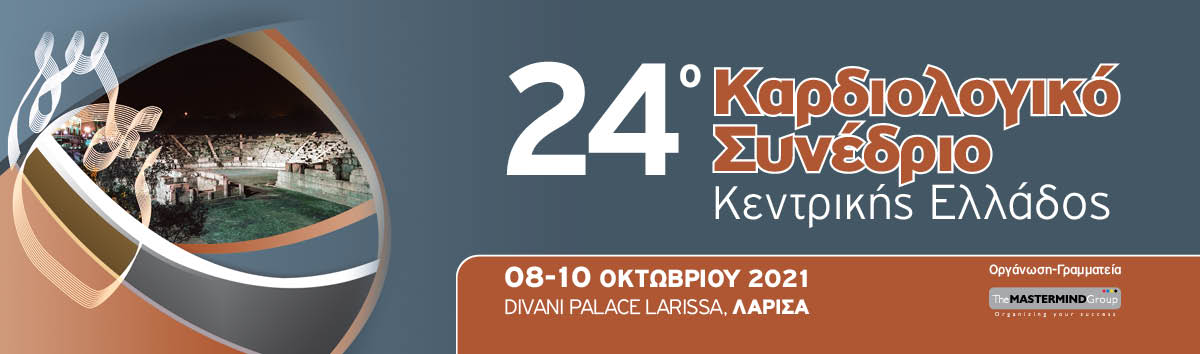 24ο Καρδιολογικό
Συνέδριο
Κεντρικής Ελλάδος
08-10 ΟΚΤΩΒΡΙΟΥ 2021
DIVANI PALACE LARISSA, ΛΑΡΙΣΑ
Οργάνωση-Γραμματεία
The MASTERMIND Group
Organizing your success